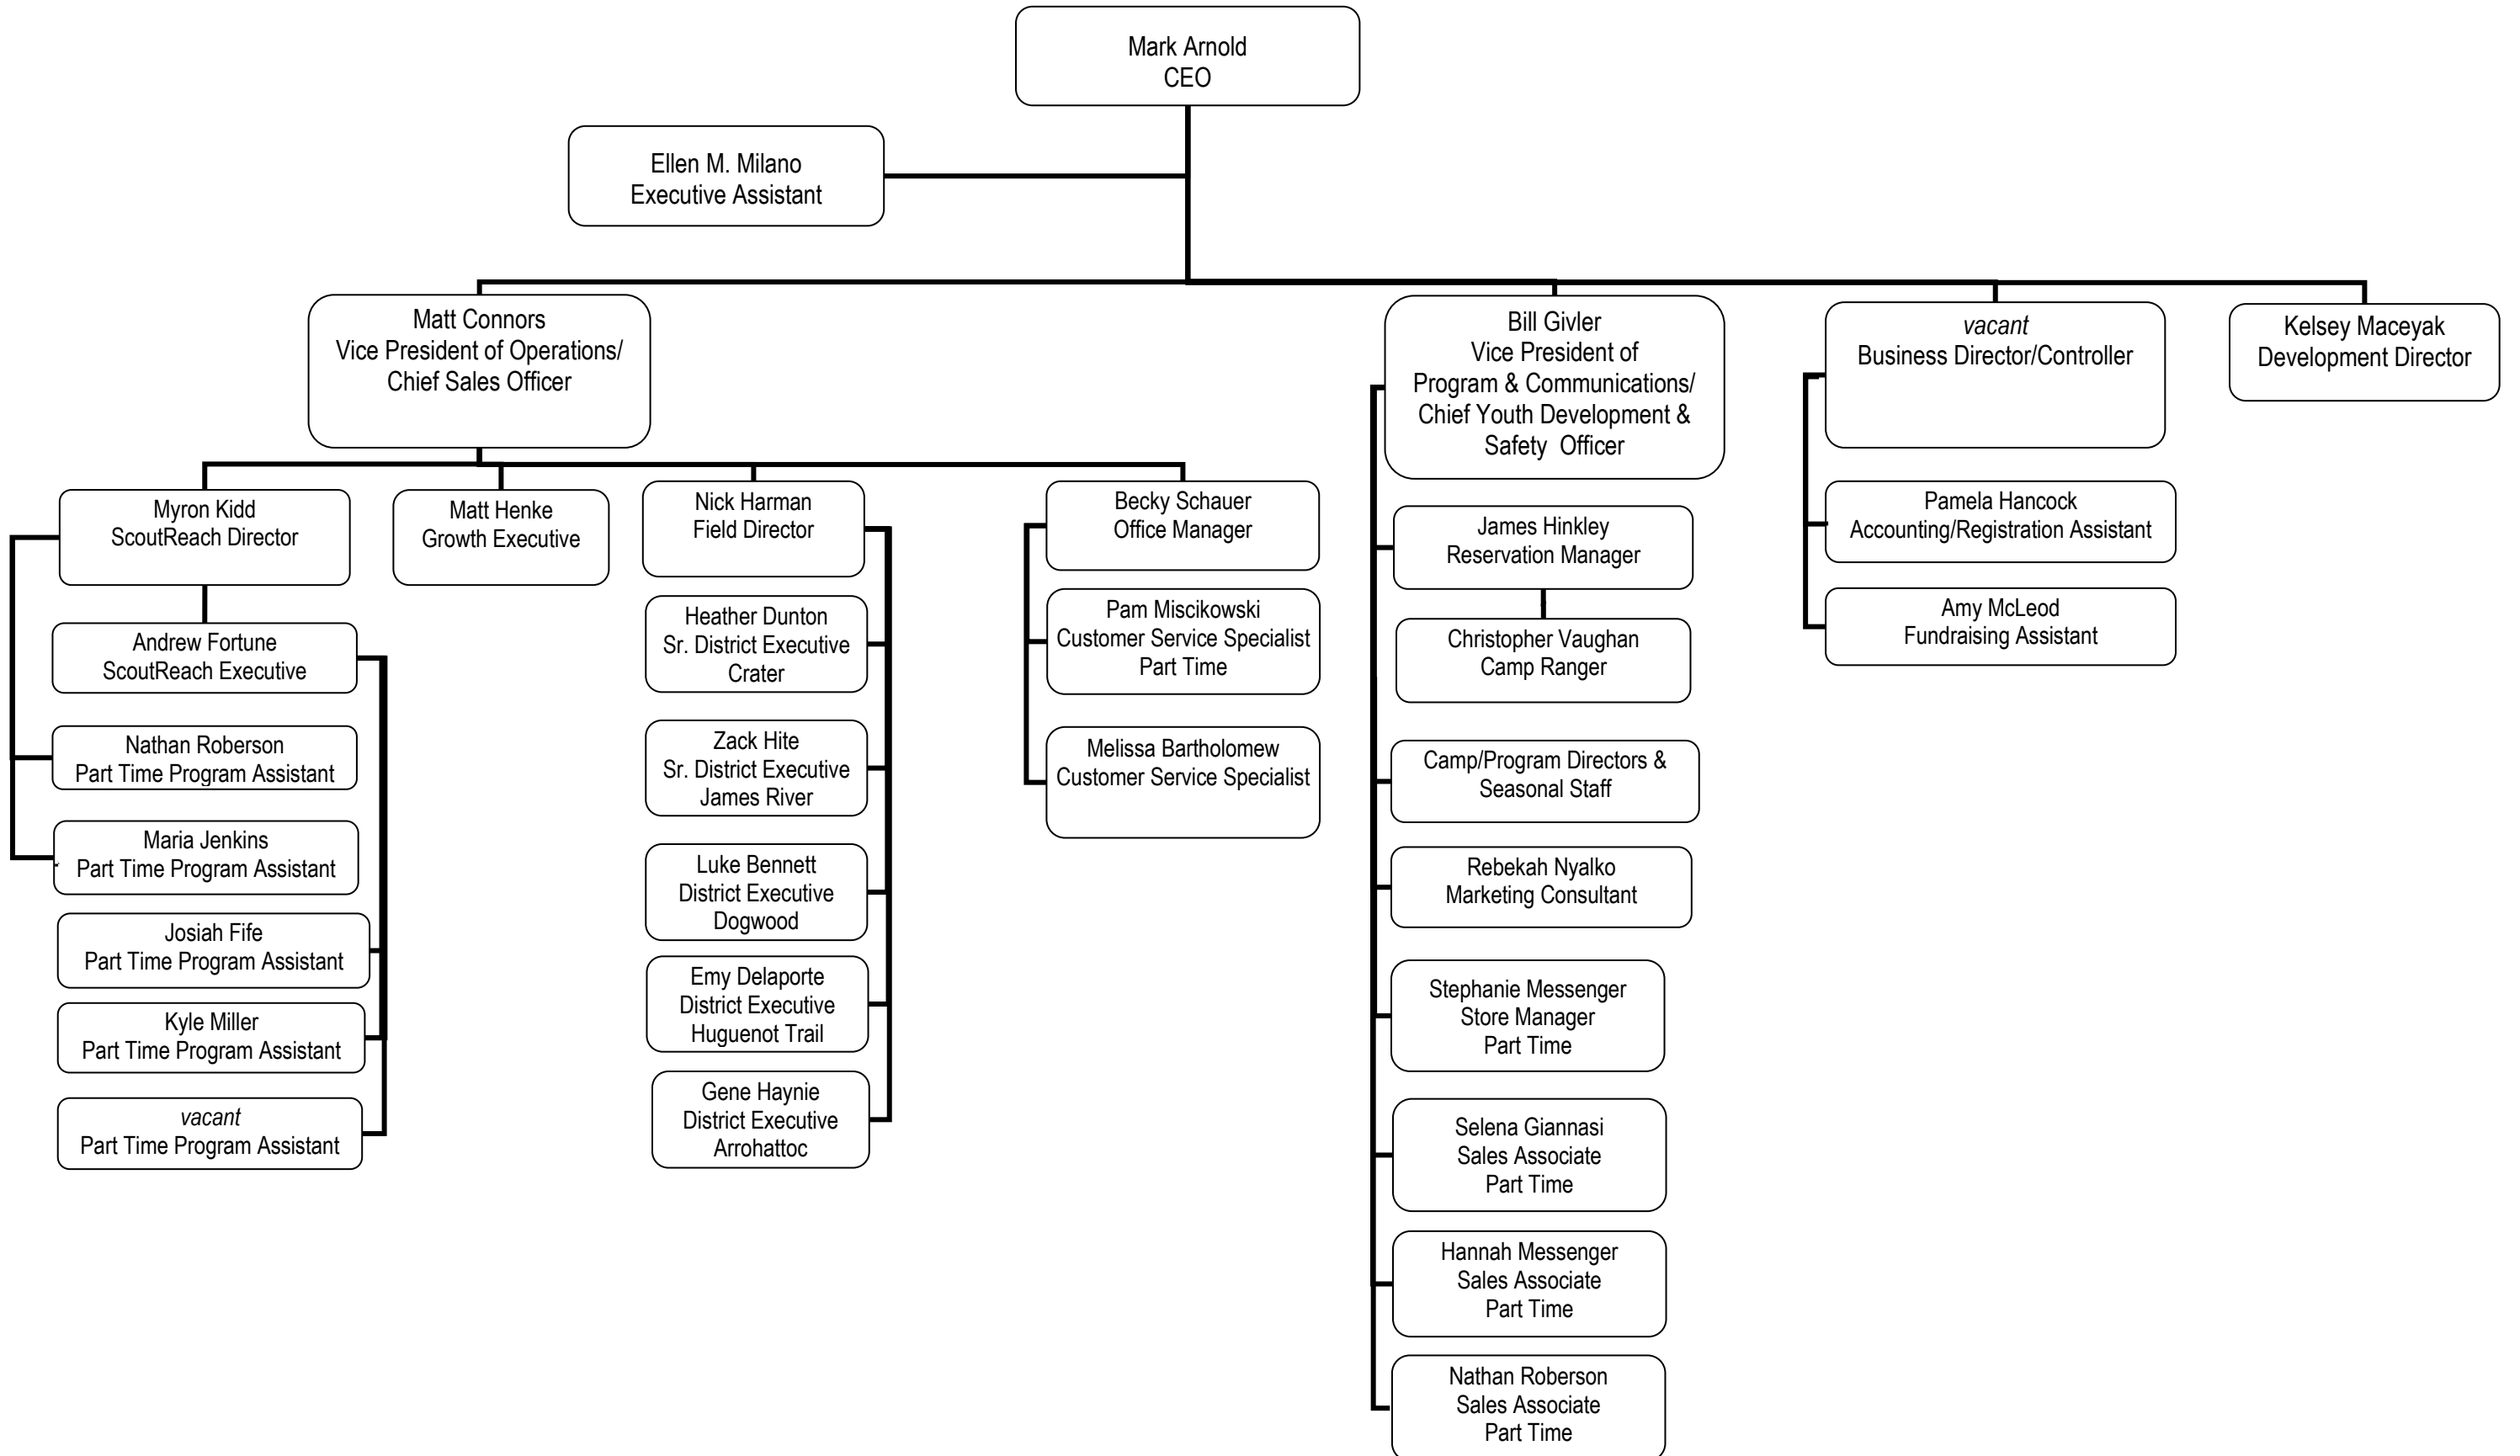 Mark Arnold
CEO
Ellen M. Milano
Executive Assistant
Matt Connors
Vice President of Operations/
Chief Sales Officer
Bill Givler
Vice President of
Program & Communications/
Chief Youth Development &
Safety Officer
vacant
Business Director/Controller
Kelsey Maceyak
Development Director
Myron Kidd
ScoutReach Director
Matt Henke
Growth Executive
Nick Harman
Field Director
Becky Schauer
Office Manager
Andrew Fortune
ScoutReach Executive
Nathan Roberson
Part Time Program Assistant
Maria Jenkins
Part Time Program Assistant
Josiah Fife
Part Time Program Assistant
Kyle Miller
Part Time Program Assistant
vacant
Part Time Program Assistant
Heather Dunton
Sr. District Executive
Crater
Zack Hite
Sr. District Executive
James River
Luke Bennett
District Executive
Dogwood
Emy Delaporte
District Executive
Huguenot Trail
Gene Haynie
District Executive
Arrohattoc
Pam Miscikowski
Customer Service Specialist
Part Time
Melissa Bartholomew
Customer Service Specialist
James Hinkley
Reservation Manager
Christopher Vaughan
Camp Ranger
Camp/Program Directors &
Seasonal Staff
Rebekah Nyalko
Marketing Consultant
Stephanie Messenger
Store Manager
Part Time
Selena Giannasi
Sales Associate
Part Time
Hannah Messenger
Sales Associate
Part Time
Nathan Roberson
Sales Associate
Part Time
Pamela Hancock
Accounting/Registration Assistant
Amy McLeod
Fundraising Assistant